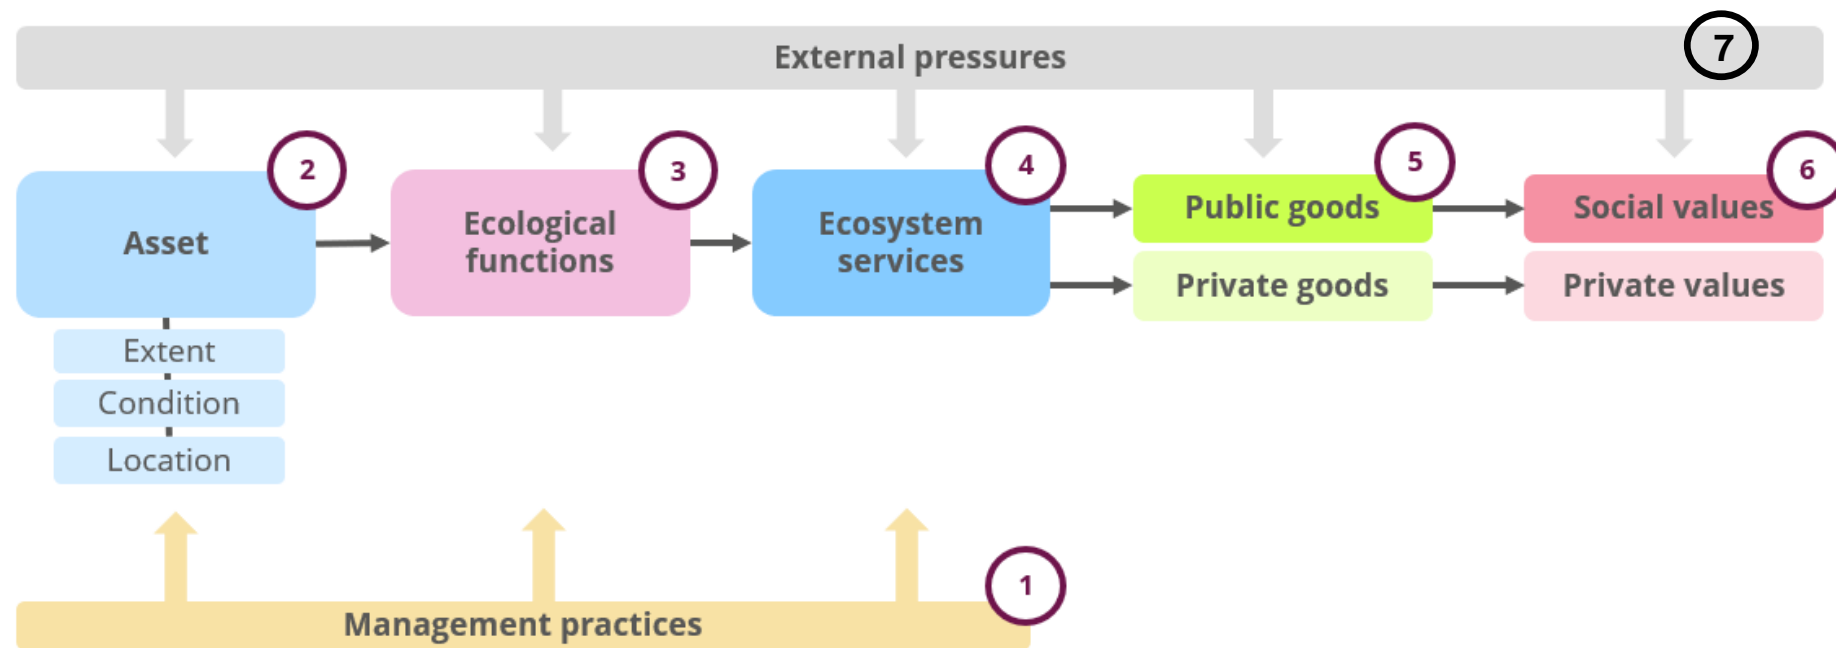 External pressures
7
2
3
4
5
6
Asset
Ecological
functions
Ecosystem
services
Public goods
Social values
Private goods
Private values
Extent
Condition
Location
1
Management practices